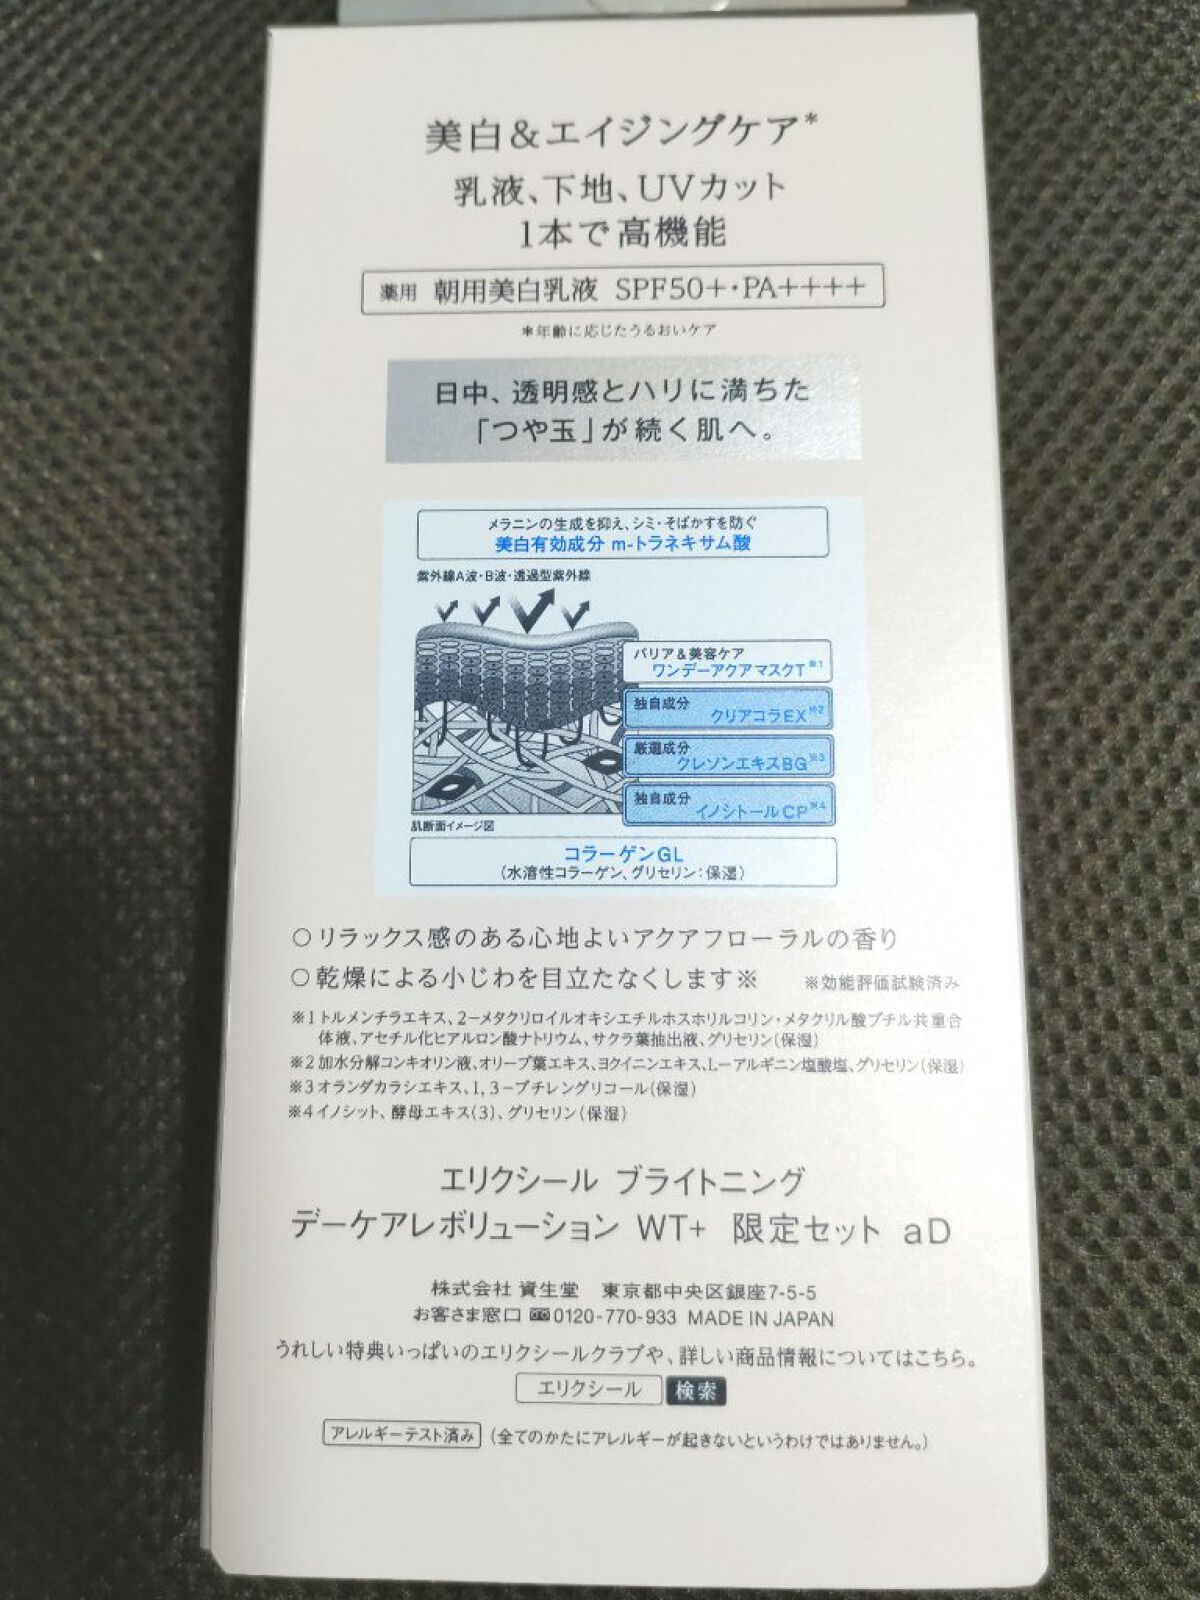 美白&エイジングケア*
乳液、下地、UVカット
1本で高機能
薬用 朝用美白乳液 SPF50+・PA++++
*年齢に応じたうるおいケア
日中、透明感とハリに満ちた
「つや玉」が続く肌へ。
メラニンの生成を抑え、シミ・そばかすを防ぐ
美白有効成分 m-トラネキサム酸
紫外線A波・B波・透過型紫外線
バリア&美容ケア
ワンデーアクアマスクT※1
独自成分
クリアコラEX※2
厳選成分
クレソンエキスBG※3
独自成分
イノシトールCP※4
肌断面イメージ図
コラーゲンGL
(水溶性コラーゲン、グリセリン:保湿)
○リラックス感のある心地よいアクアフローラルの香り
○乾燥による小じわを目立たなくします※ ※効能評価試験済み
※1トルメンチラエキス、2-メタクリロイルオキシエチルホスホリルコリン・メタクリル酸ブチル共重合
体液、アセチル化ヒアルロン酸ナトリウム、サクラ葉抽出液、グリセリン(保湿)
※2加水分解コンキオリン液、オリーブ葉エキス、ヨクイニンエキス、L-アルギニン塩酸塩、グリセリン(保湿)
※3オランダカラシエキス、1,3-ブチレングリコール(保湿)
※4イノシット、酵母エキス(3)、グリセリン(保湿)
エリクシール ブライトニング
デーケアレボリューション WT+ 限定セット aD
株式会社 資生堂 東京都中央区銀座7-5-5
お客さま窓口 0120-770-933 MADE IN JAPAN
うれしい特典いっぱいのエリクシールクラブや、詳しい商品情報についてはこちら。
エリクシール 検索
アレルギーテスト済み (全てのかたにアレルギーが起きないというわけではありません。)